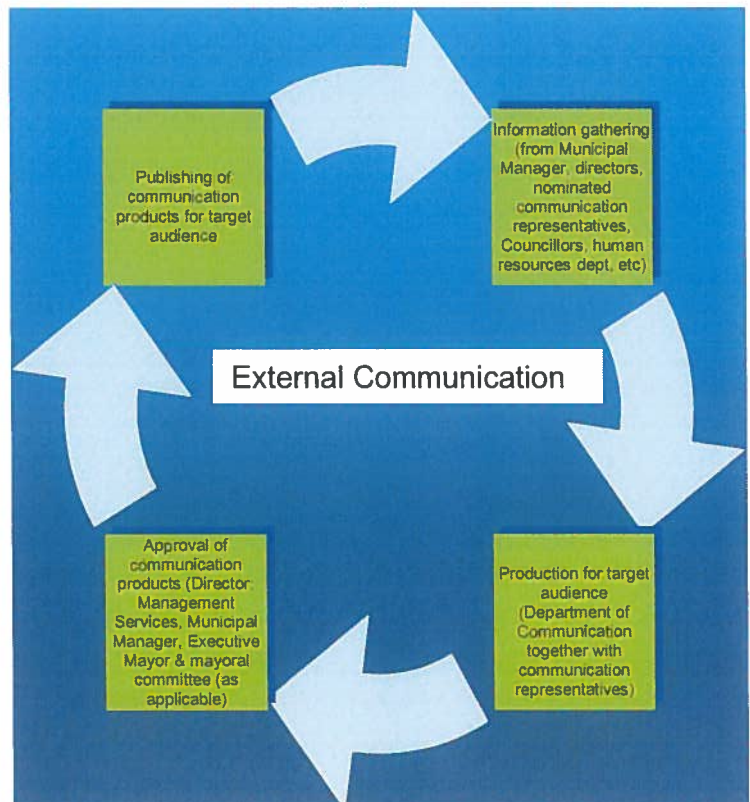 Publishing of
communication
products for target
audience
Information gathering
(from Municipal
Manager, directors,
nominated
communication
representatives,
Councillors, human
resources dept, etc)
External Communication
Approval of
communication
products (Director:
Management
Services, Municipal
Manager, Executive
Mayor & mayoral
committee (as
applicable)
Production for target
audience
(Department of
Communication
together with
communication
representatives)